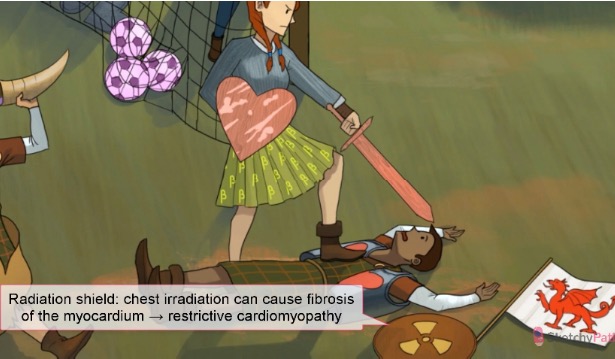 Radiation shield: chest irradiation can cause fibrosis
of the myocardium → restrictive cardiomyopathy